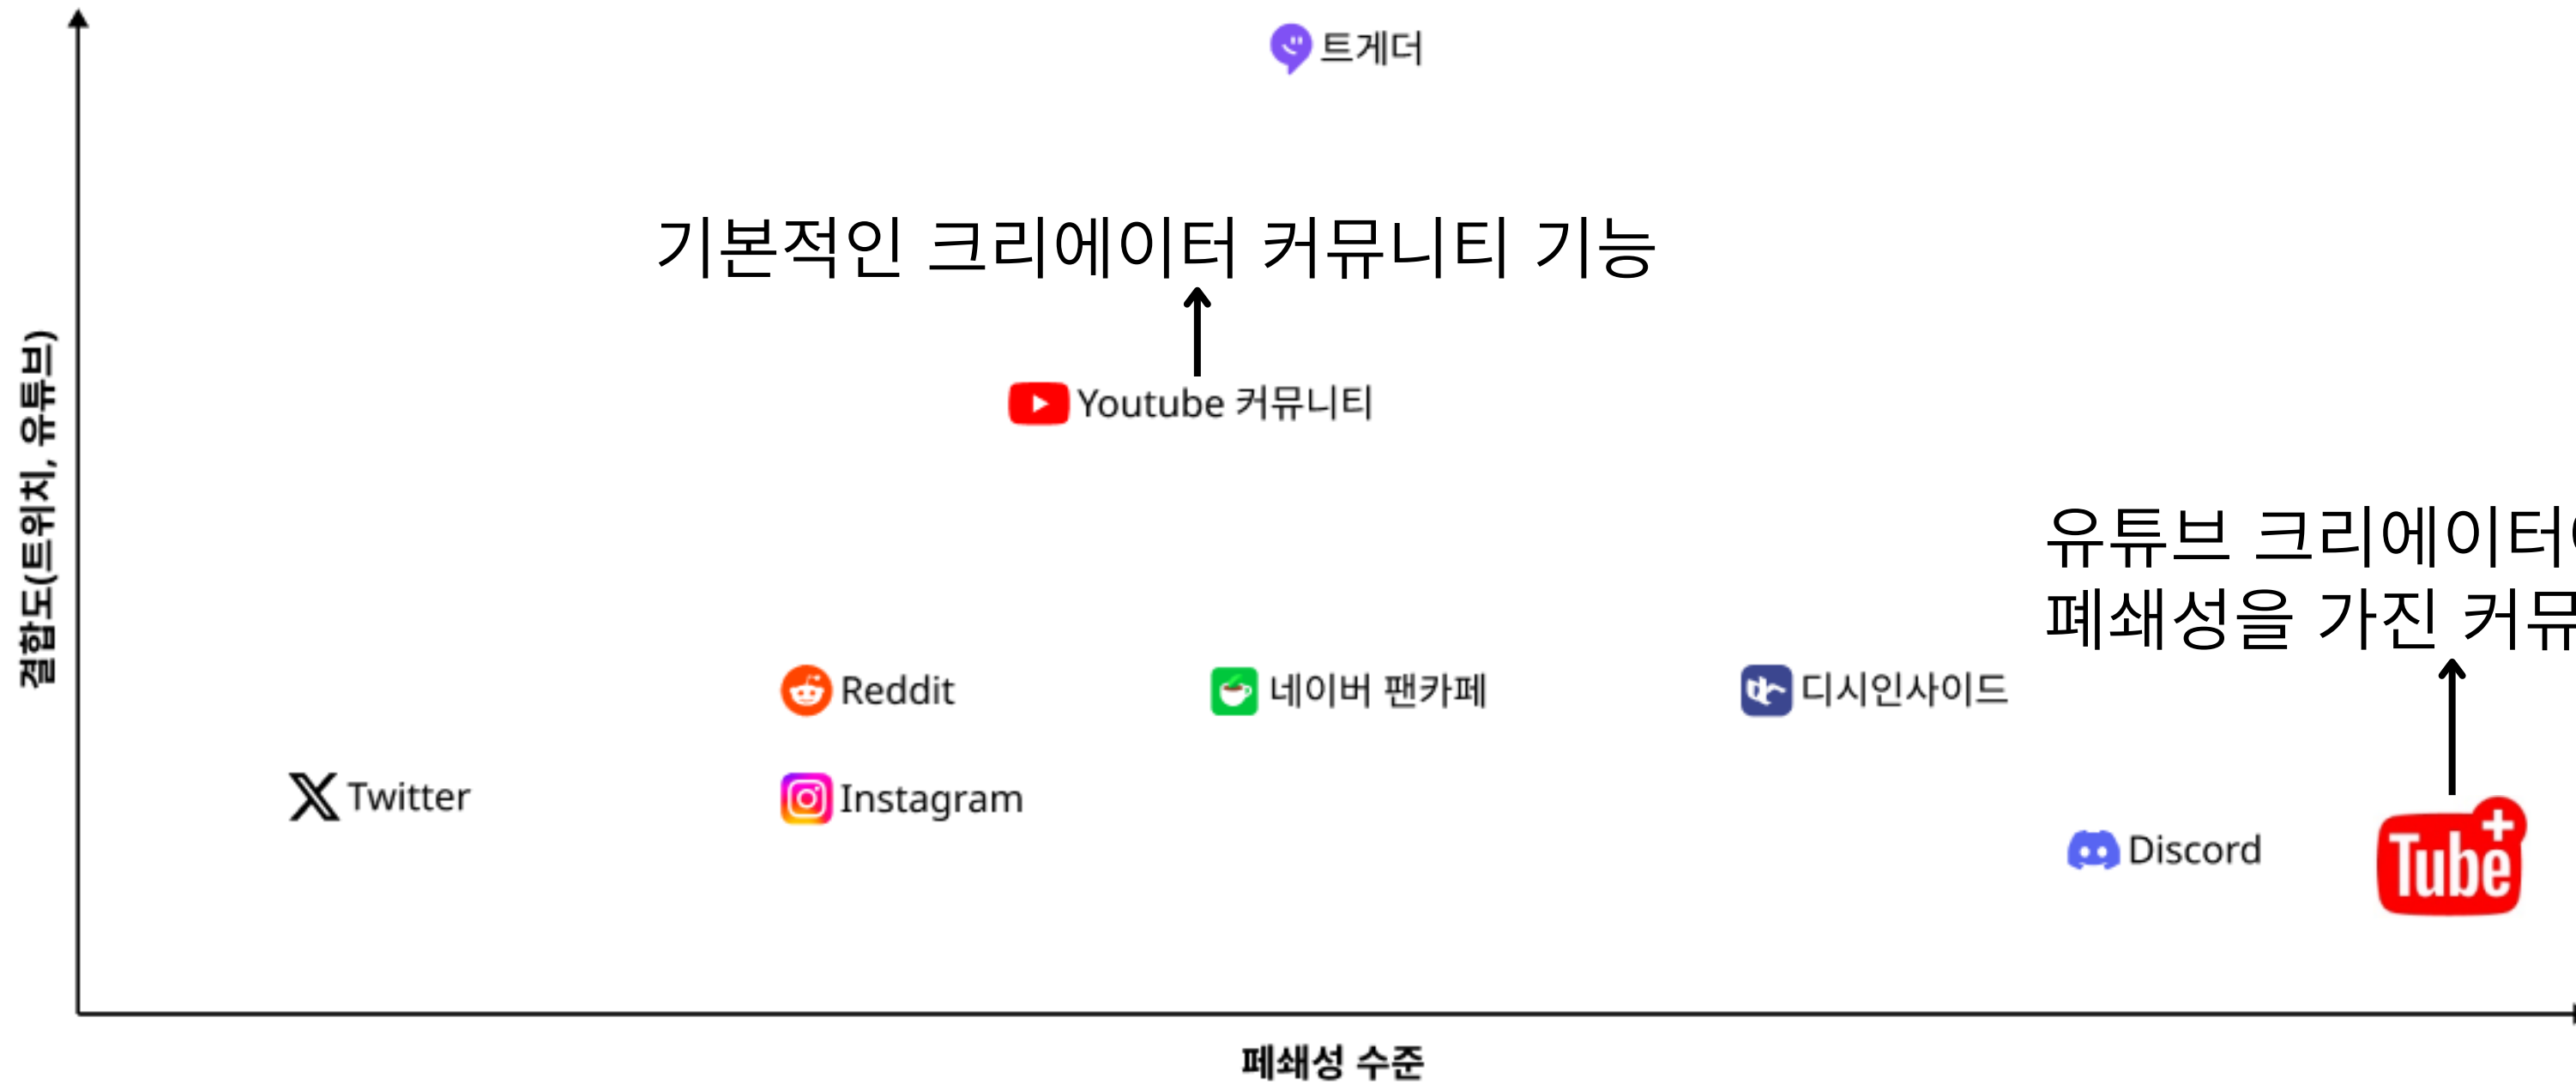 트게더
기본적인 크리에이터 커뮤니티 기능
Youtube 커뮤니티
결합도(트위치, 유튜브)
유튜브 크리에이터
폐쇄성을 가진
Reddit
네이버 팬카페
디시인사이드
Twitter
Instagram
Discord
Tube+
페쇄성 수준